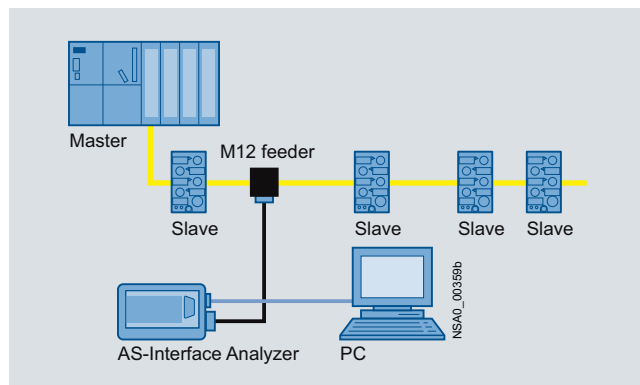 Master
M12 feeder
Slave
Slave
Slave
Slave
AS-Interface Analyzer
PC
NSA0_00359b